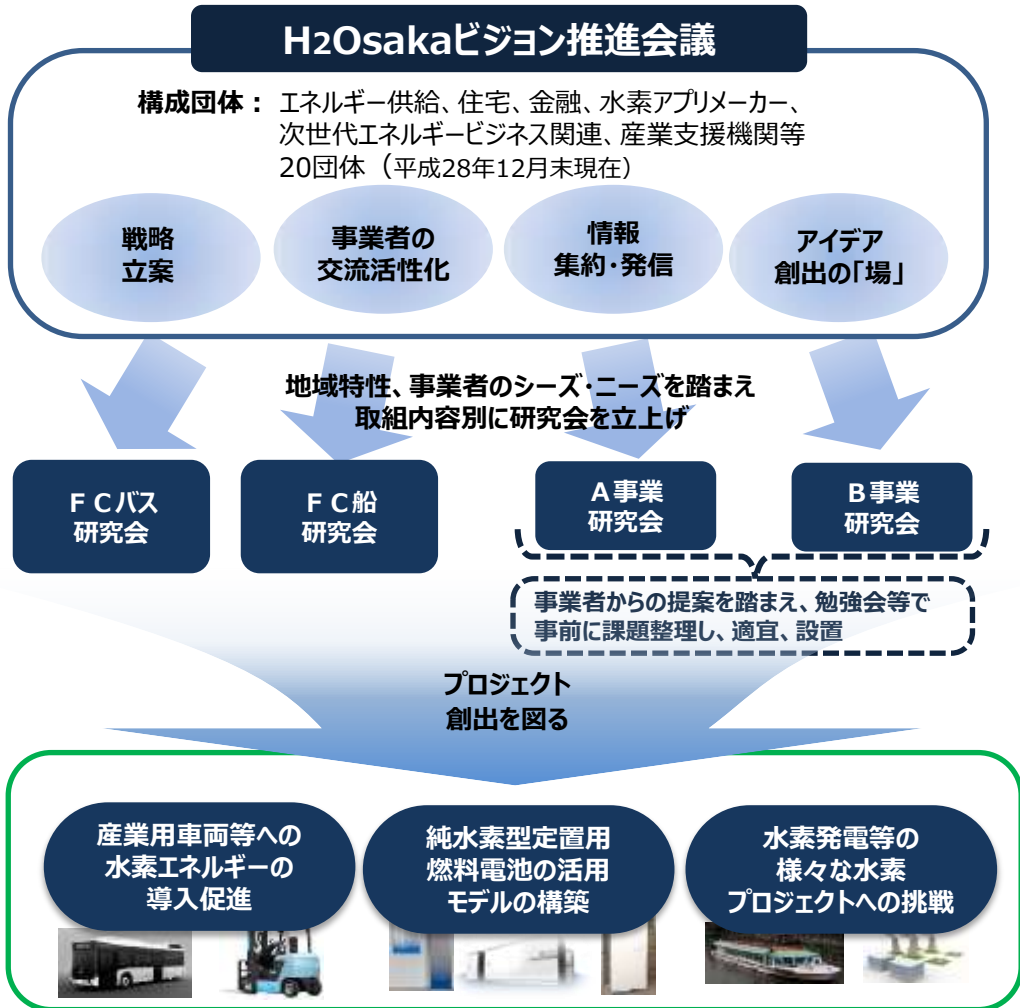 H2Osakaビジョン推進会議
構成団体： エネルギー供給、住宅、金融、水素アプリメーカー、
次世代エネルギービジネス関連、産業支援機関等
20団体（平成28年12月末現在）
戦略
立案
事業者の
交流活性化
情報
集約・発信
アイデア
創出の「場」
地域特性、事業者のシーズ・ニーズを踏まえ
取組内容別に研究会を立上げ
ＦＣバス
研究会
ＦＣ船
研究会
Ａ事業
研究会
Ｂ事業
研究会
事業者からの提案を踏まえ、勉強会等で
事前に課題整理し、適宜、設置
プロジェクト
創出を図る
産業用車両等への
水素エネルギーの
導入促進
純水素型定置用
燃料電池の活用
モデルの構築
水素発電等の
様々な水素
プロジェクトへの挑戦